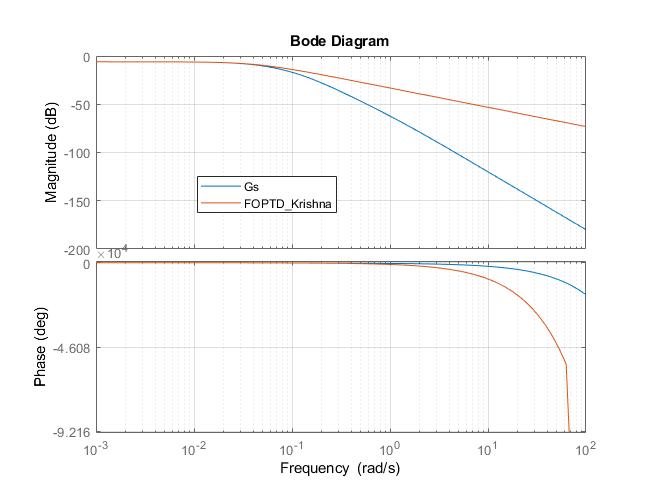 Bode Diagram
Magnitude (dB)
0
-50
-100
-150
-200
Gs
FOPTD_Krishna
×10^4
Phase (deg)
0
-4.608
-9.216
10^-3 10^-2 10^-1 10^0 10^1 10^2
Frequency (rad/s)